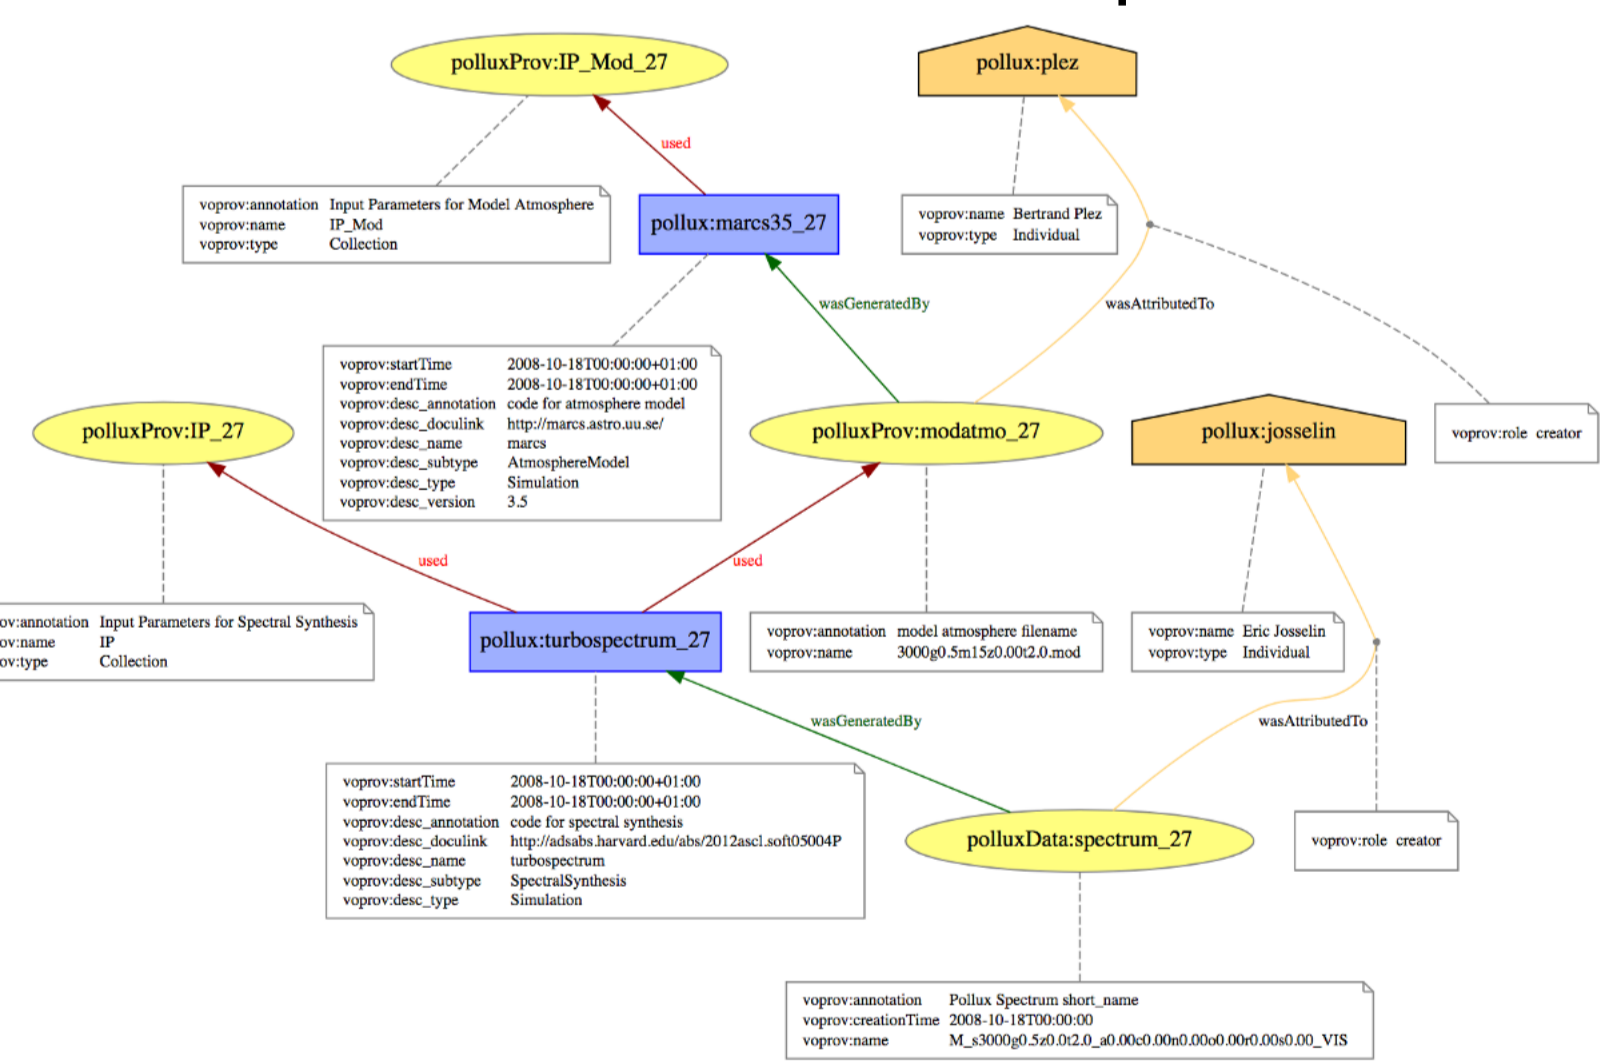 polluxProv:IP_Mod_27
pollux:plez
used
voprov:annotation Input Parameters for Model Atmosphere
voprov:name IP_Mod
voprov:type Collection
pollux:marcs35_27
voprov:name Bertrand Plez
voprov:type Individual
wasGeneratedBy
wasAttributedTo
voprov:startTime 2008-10-18T00:00:00+01:00
voprov:endTime 2008-10-18T00:00:00+01:00
voprov:desc_annotation code for atmosphere model
voprov:desc_doculink http://marcs.astro.uu.se/
voprov:desc_name marcs
voprov:desc_subtype AtmosphereModel
voprov:desc_type Simulation
voprov:desc_version 3.5
polluxProv:IP_27
polluxProv:modatmo_27
pollux:josselin
voprov:role creator
used
used
ov:annotation Input Parameters for Spectral Synthesis
ov:name IP
ov:type Collection
pollux:turbospectrum_27
voprov:annotation model atmosphere filename
voprov:name 3000g0.5m15z0.00t2.0.mod
voprov:name Eric Josselin
voprov:type Individual
wasGeneratedBy
wasAttributedTo
voprov:startTime 2008-10-18T00:00:00+01:00
voprov:endTime 2008-10-18T00:00:00+01:00
voprov:desc_annotation code for spectral synthesis
voprov:desc_doculink http://adsabs.harvard.edu/abs/2012ascl.soft05004P
voprov:desc_name turbospectrum
voprov:desc_subtype SpectralSynthesis
voprov:desc_type Simulation
polluxData:spectrum_27
voprov:role creator
voprov:annotation Pollux Spectrum short_name
voprov:creationTime 2008-10-18T00:00:00
voprov:name M_s3000g0.5z0.0t2.0_a0.00c0.00n0.00o0.00r0.00s0.00_VIS